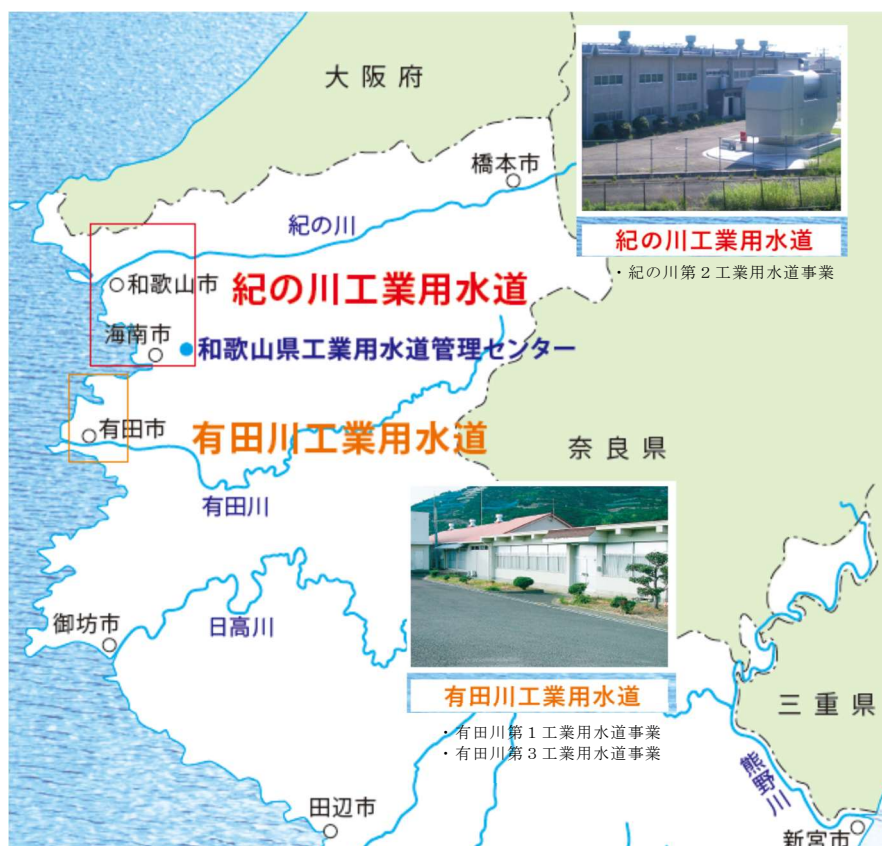 大阪府
橋本市
紀の川
紀の川工業用水道
・紀の川第2工業用水道事業
和歌山市
紀の川工業用水道
海南市
和歌山県工業用水道管理センター
有田市
有田川工業用水道
奈良県
有田川
御坊市
日高川
有田川工業用水道
・有田川第1工業用水道事業
・有田川第3工業用水道事業
三重県
熊野川
田辺市
新宮市